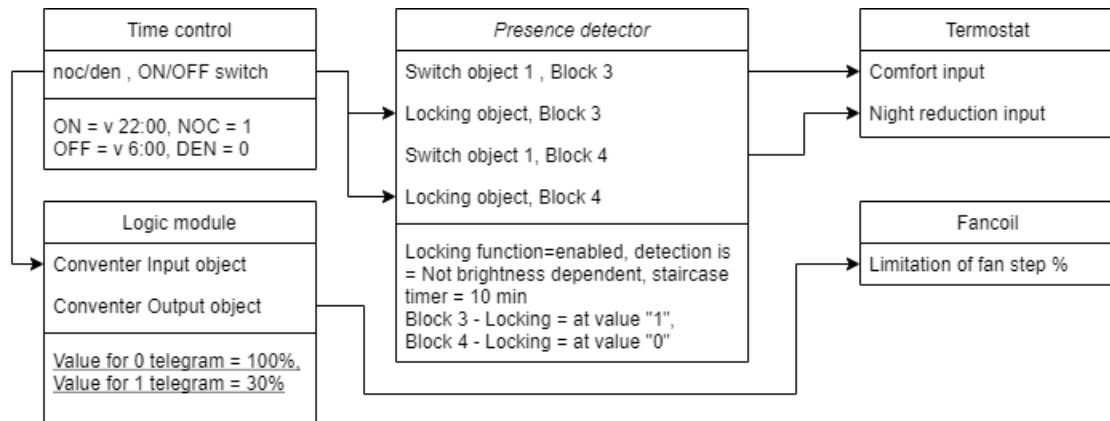 Time control
noc/den , ON/OFF switch
ON = v 22:00, NOC = 1
OFF = v 6:00, DEN = 0
Logic module
Conventer Input object
Conventer Output object
Value for 0 telegram = 100%,
Value for 1 telegram = 30%
Presence detector
Switch object 1 , Block 3
Locking object, Block 3
Switch object 1, Block 4
Locking object, Block 4
Locking function=enabled, detection is
= Not brightness dependent, staircase
timer = 10 min
Block 3 - Locking = at value "1",
Block 4 - Locking = at value "0"
Termostat
Comfort input
Night reduction input
Fancoil
Limitation of fan step %